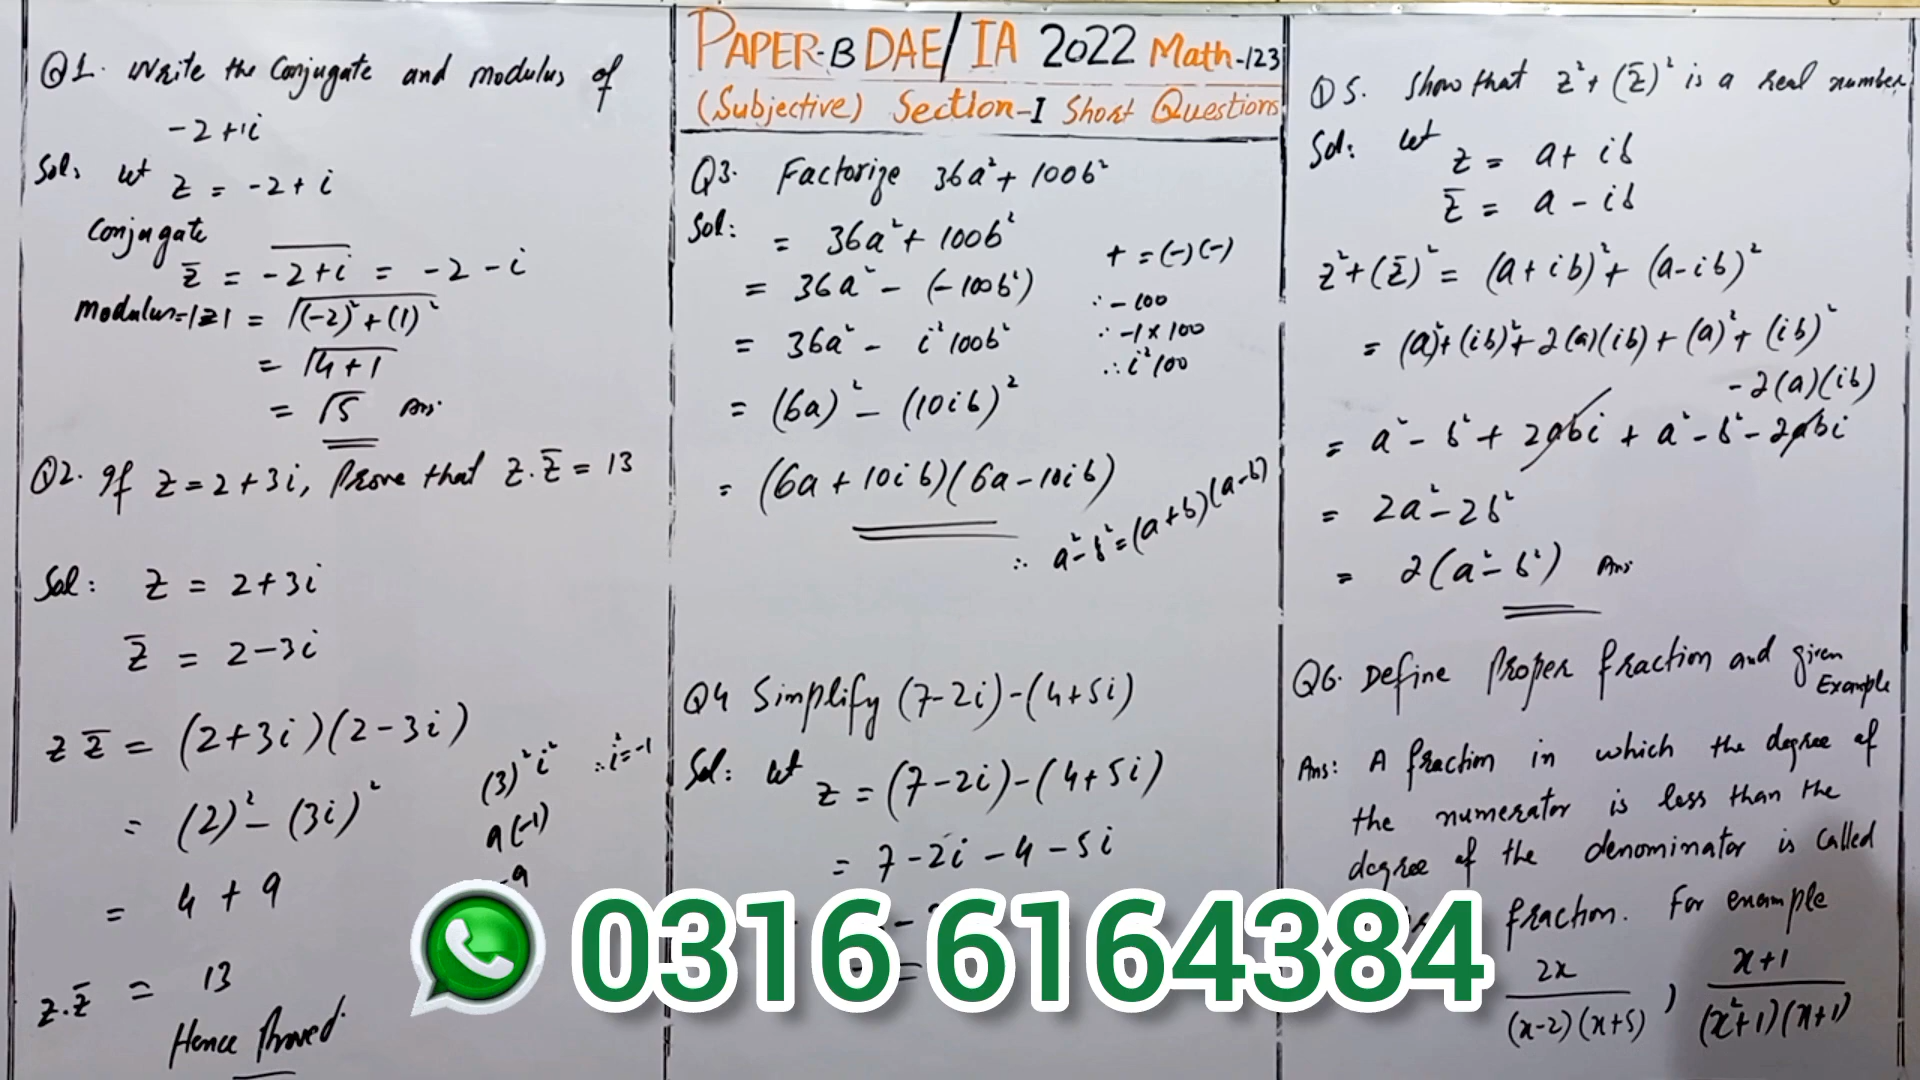 PAPER-B DAE/IA 2022 Math-123
(Subjective) Section-I Short Questions
Q1. Write the Conjugate and modulus of
-2+1i
Sol: let z = -2+i
Conjugate
z̅ = \overline{-2+i} = -2-i
Modulus=|z| = √((-2)²+(1)²)
= √(4+1)
= √5 Ans.
Q2. If z=2+3i, Prove that z.z̅ = 13
Sol: z = 2+3i
z̅ = 2-3i
z z̅ = (2+3i)(2-3i)
= (2)² - (3i)²
(3)² i² ∴ i²=-1
9(-1)
-9
= 4+9
z.z̅ = 13
Hence Proved.
Q3. Factorize 36a²+100b²
Sol: = 36a²+100b²
+ = (-)(-)
= 36a² - (-100b²)
∴ -100
∴ -1×100
= 36a² - i²100b²
∴ i²100
= (6a)² - (10ib)²
= (6a+10ib)(6a-10ib)
∴ a²-b²=(a+b)(a-b)
Q4 Simplify (7-2i)-(4+5i)
Sol: let z = (7-2i)-(4+5i)
= 7-2i-4-5i
Q5. Show that z²+(z̅)² is a real number
Sol: let z = a+ib
z̅ = a-ib
z²+(z̅)² = (a+ib)²+(a-ib)²
= (a)²+(ib)²+2(a)(ib)+(a)²+(ib)²
-2(a)(ib)
= a²-b²+2abi+a²-b²-2abi
= 2a²-2b²
= 2(a²-b²) Ans.
Q6. Define Proper fraction and given
Example
Ans: A fraction in which the degree of
the numerator is less than the
degree of the denominator is called
fraction. For enample
2x/(x-2)(x+5) , x+1/(x²+1)(x+1)
0316 6164384